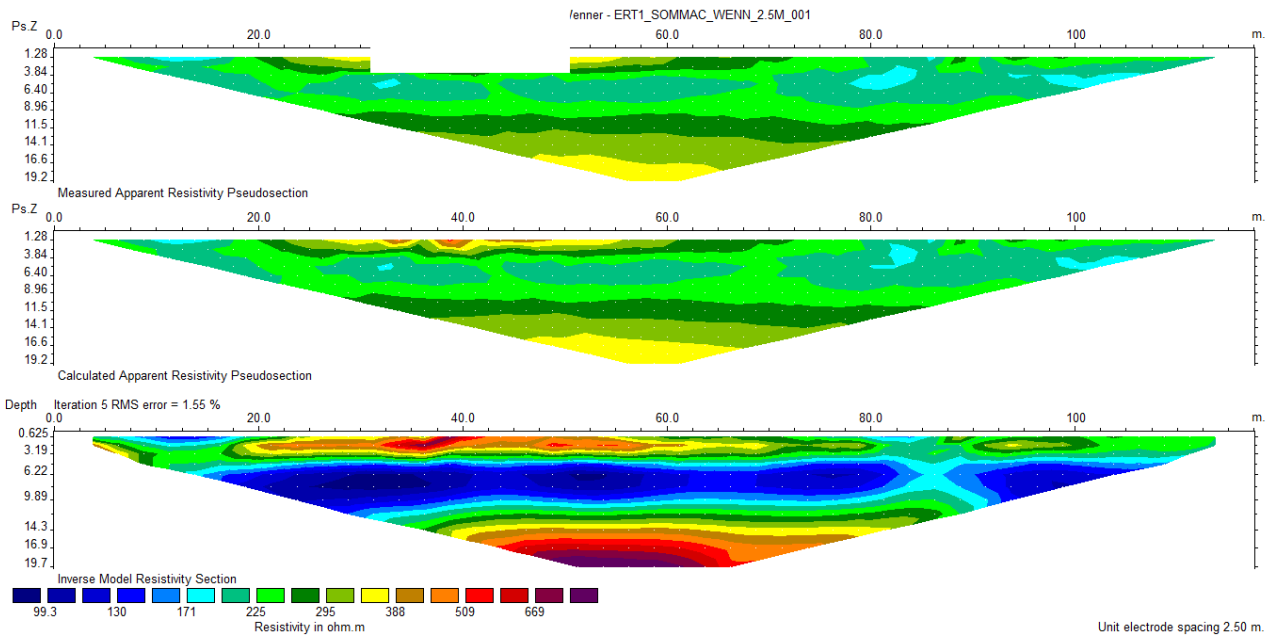 /enner - ERT1_SOMMAC_WENN_2.5M_001
Ps.Z 0.0 20.0 60.0 80.0 100 m.
1.28
3.84
6.40
8.96
11.5
14.1
16.6
19.2
Measured Apparent Resistivity Pseudosection
Ps.Z 0.0 20.0 40.0 60.0 80.0 100 m.
1.28
3.84
6.40
8.96
11.5
14.1
16.6
19.2
Calculated Apparent Resistivity Pseudosection
Depth Iteration 5 RMS error = 1.55 %
0.0 20.0 40.0 60.0 80.0 100 m.
0.625
3.19
6.22
9.89
14.3
16.9
19.7
Inverse Model Resistivity Section
99.3 130 171 225 295 388 509 669
Resistivity in ohm.m
Unit electrode spacing 2.50 m.